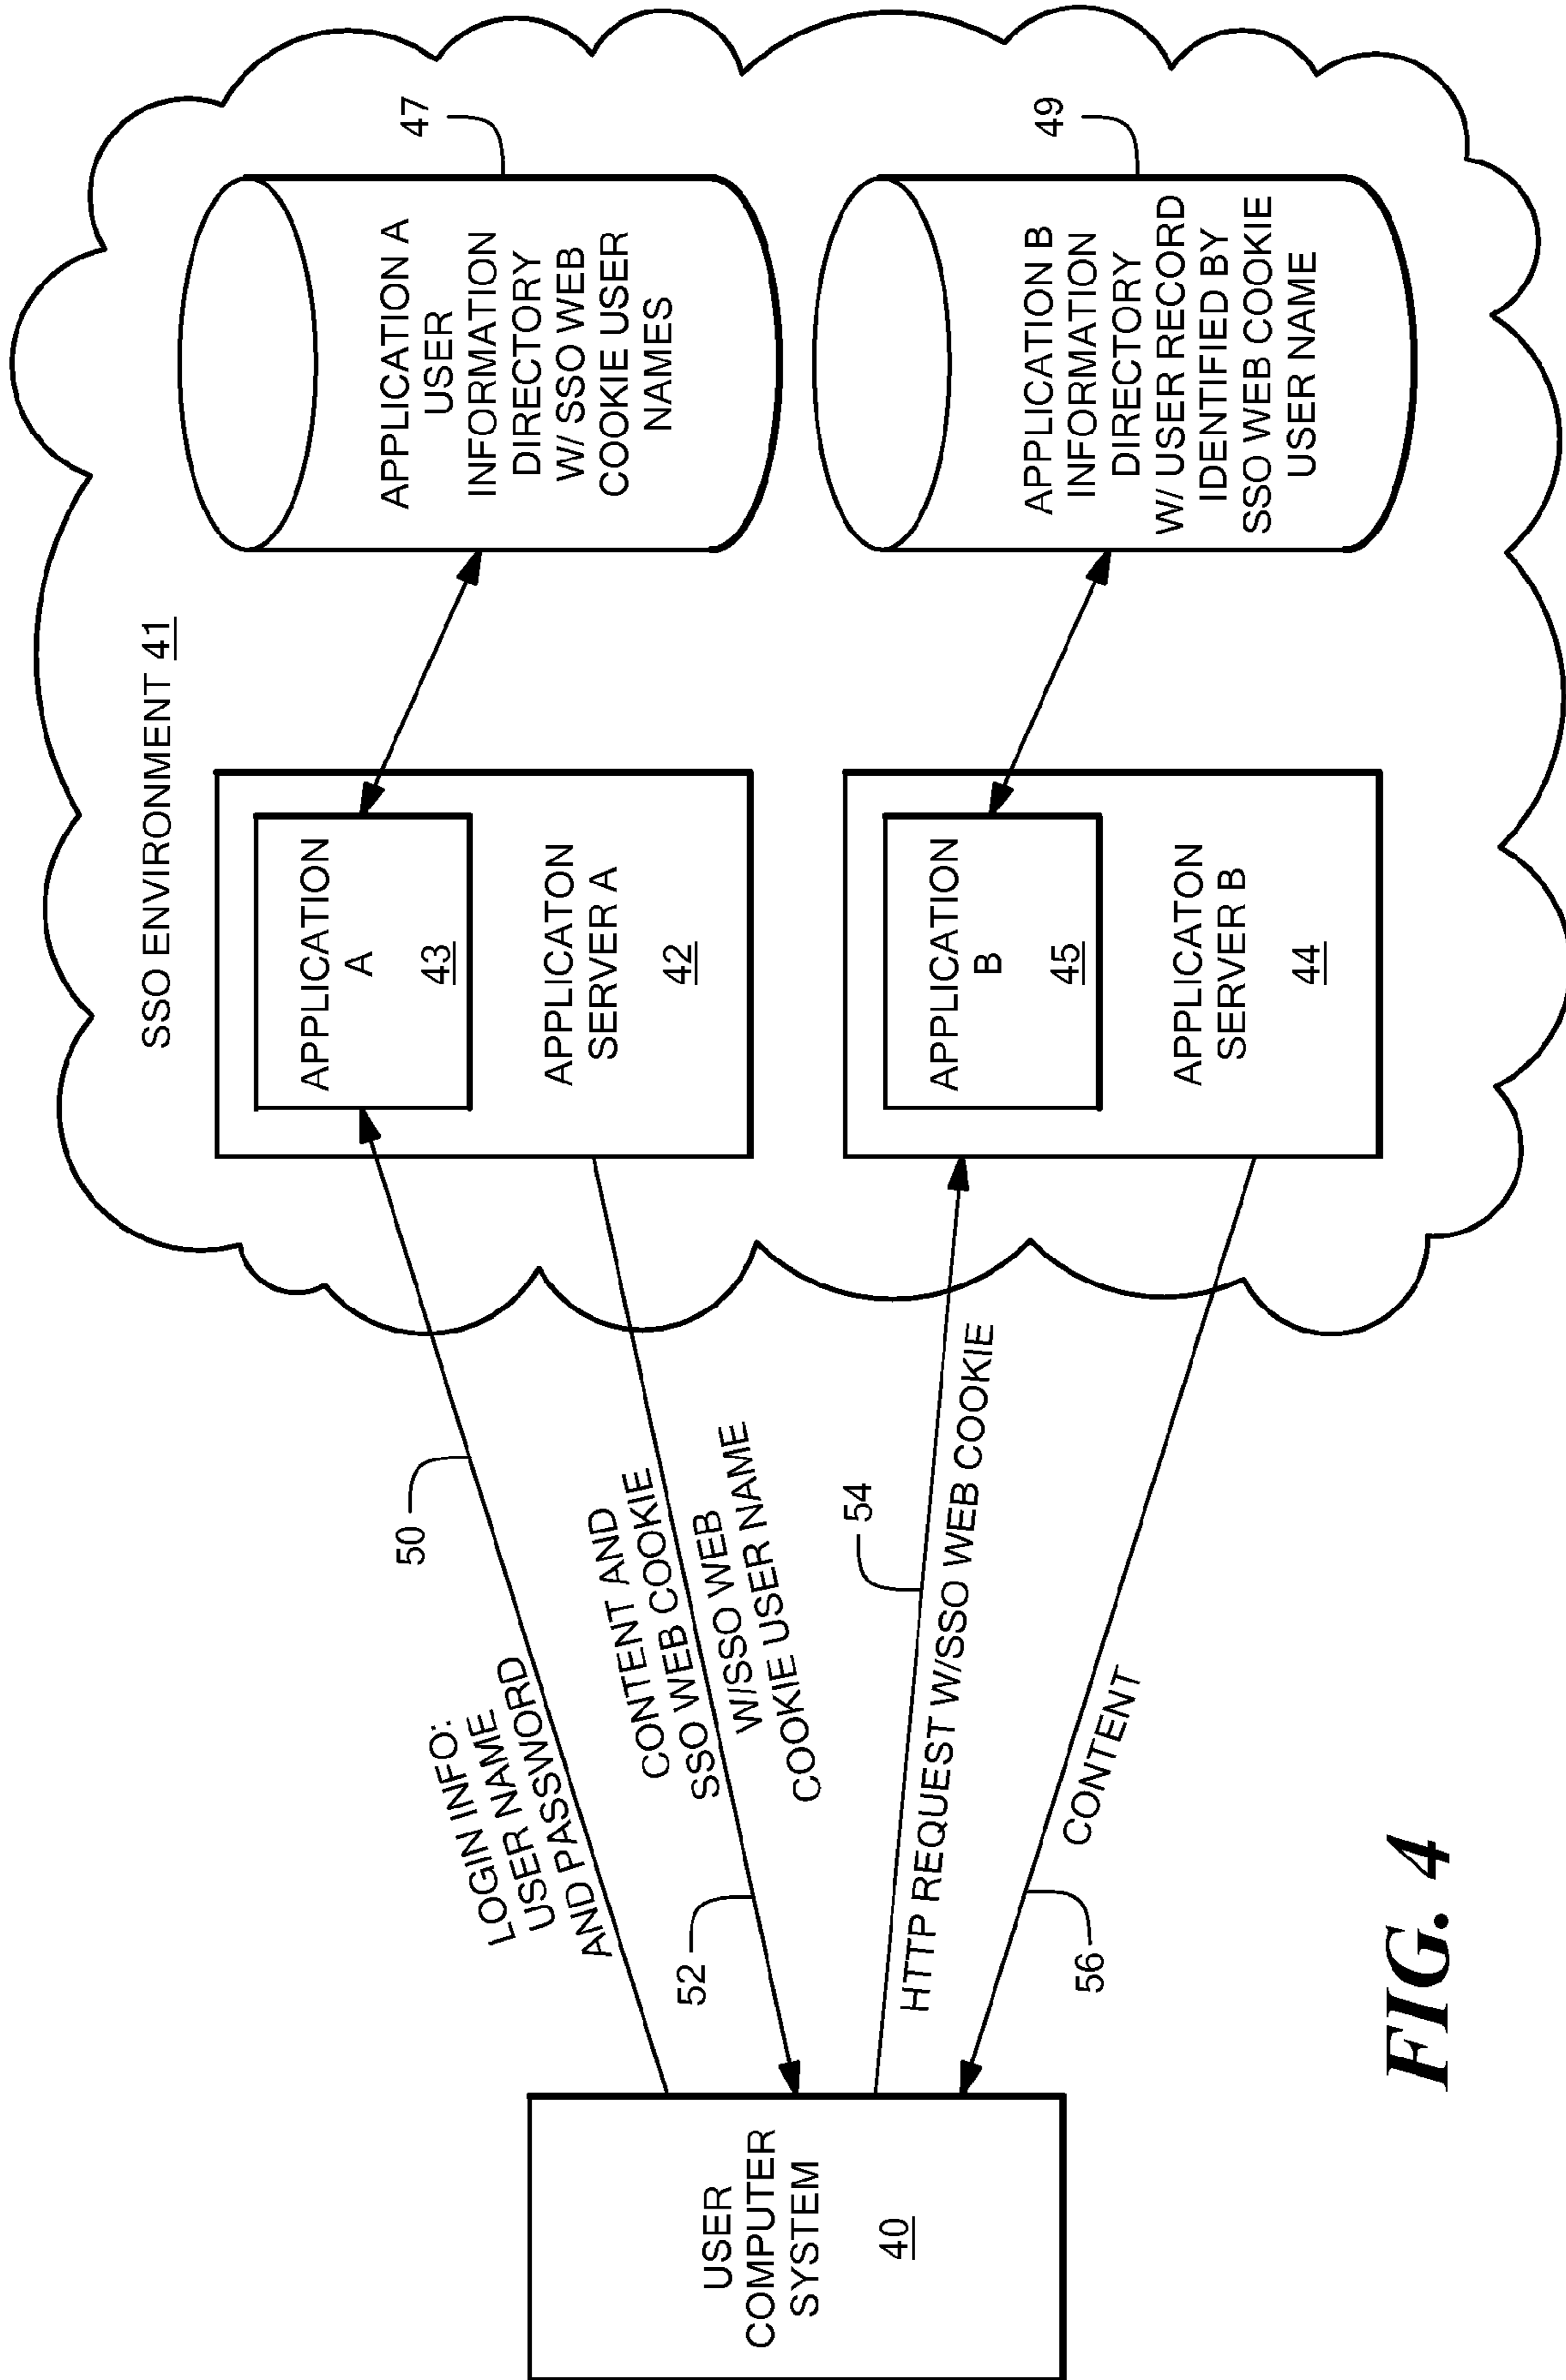 SSO ENVIRONMENT 41
APPLICATION
A
43
APPLICATON
SERVER A
42
APPLICATION A
USER
INFORMATION
DIRECTORY
W/ SSO WEB
COOKIE USER
NAMES
47
APPLICATION
B
45
APPLICATON
SERVER B
44
APPLICATION B
INFORMATION
DIRECTORY
W/ USER RECORD
IDENTIFIED BY
SSO WEB COOKIE
USER NAME
49
LOGIN INFO:
USER NAME
AND PASSWORD
50
CONTENT AND
SSO WEB COOKIE
W/SSO WEB
COOKIE USER NAME
52
HTTP REQUEST W/SSO WEB COOKIE
54
CONTENT
56
USER
COMPUTER
SYSTEM
40
FIG. 4